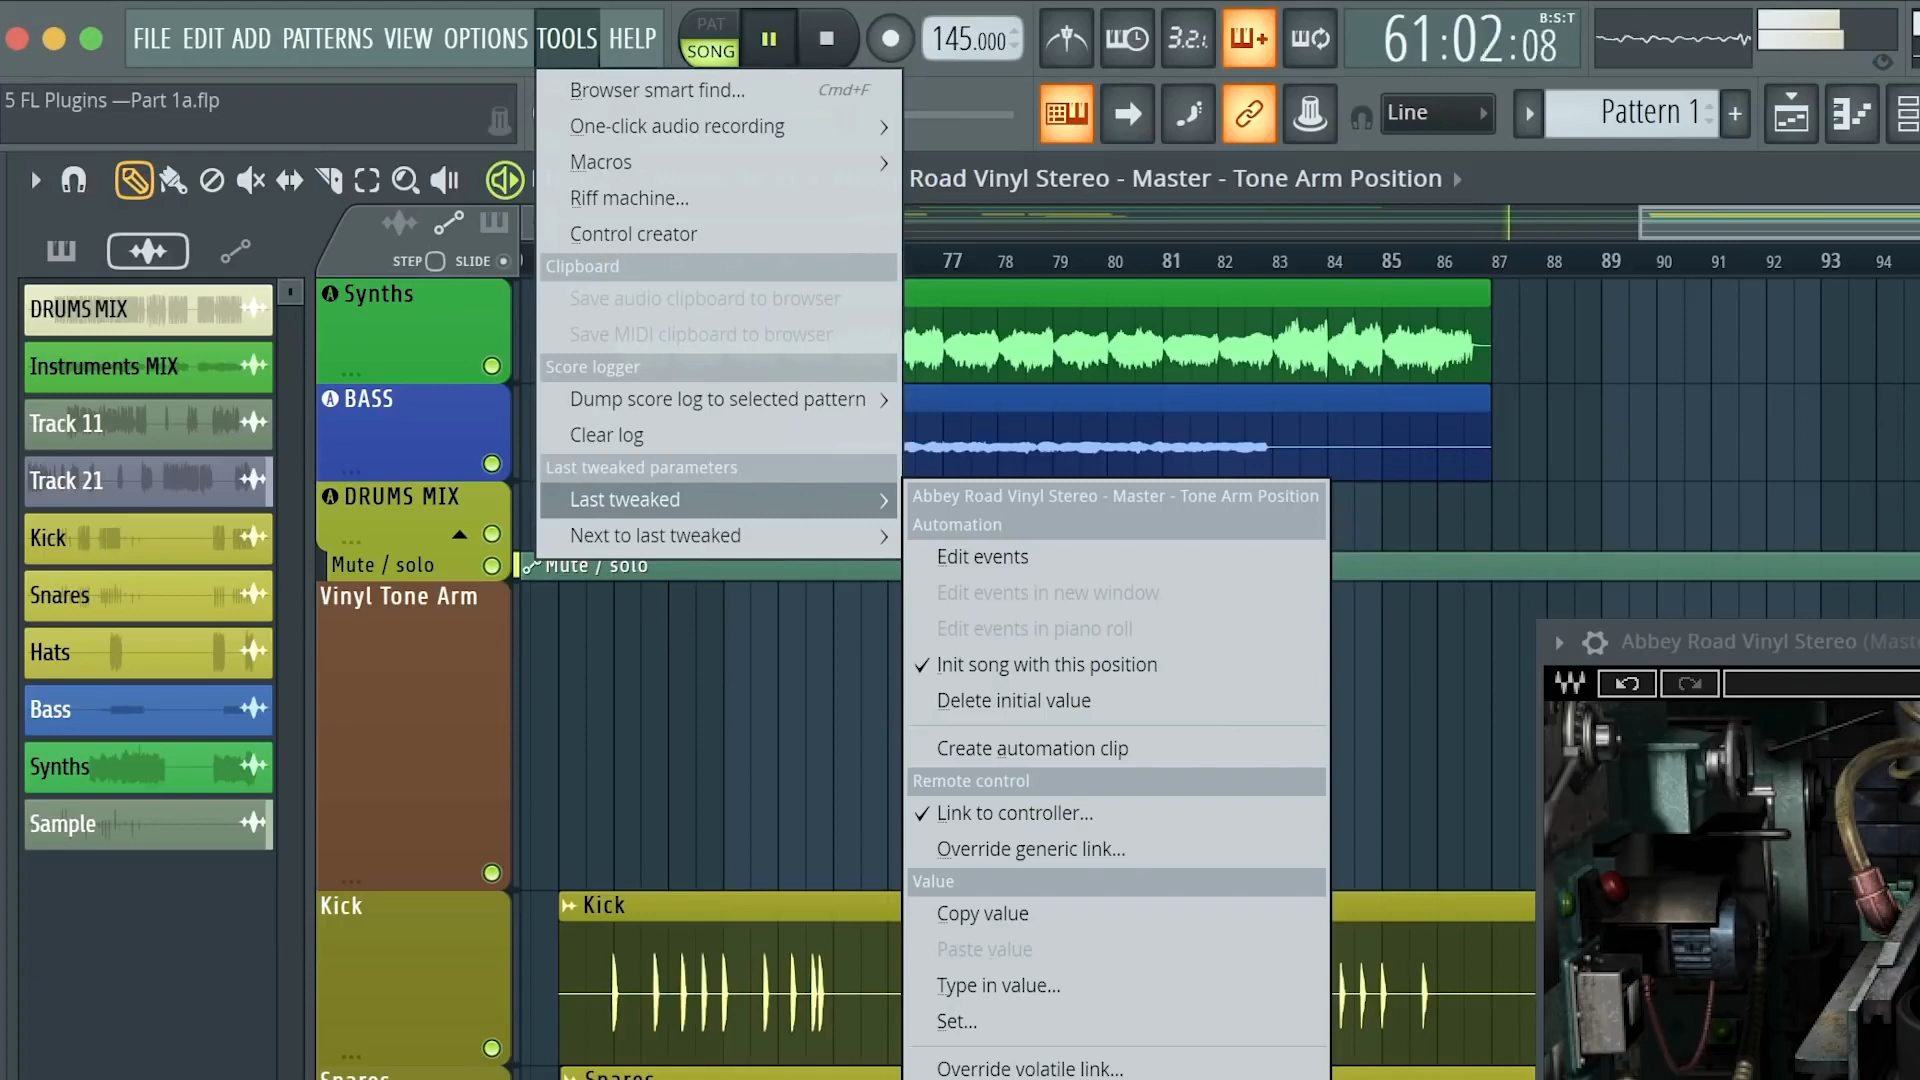 FILE EDIT ADD PATTERNS VIEW OPTIONS TOOLS HELP
PAT
SONG
145.000
3.2.1.
61:02:08
B:S:T
5 FL Plugins —Part 1a.flp
Line
Pattern 1
Road Vinyl Stereo - Master - Tone Arm Position
STEP
SLIDE
77 78 79 80 81 82 83 84 85 86 87 88 89 90 91 92 93 94
DRUMS MIX
Instruments MIX
Track 11
Track 21
Kick
Snares
Hats
Bass
Synths
Sample
Synths
BASS
DRUMS MIX
Mute / solo
Mute / solo
Vinyl Tone Arm
Kick
Kick
Snares
Snares
Browser smart find... Cmd+F
One-click audio recording
Macros
Riff machine...
Control creator
Clipboard
Save audio clipboard to browser
Save MIDI clipboard to browser
Score logger
Dump score log to selected pattern
Clear log
Last tweaked parameters
Last tweaked
Next to last tweaked
Abbey Road Vinyl Stereo - Master - Tone Arm Position
Automation
Edit events
Edit events in new window
Edit events in piano roll
Init song with this position
Delete initial value
Create automation clip
Remote control
Link to controller...
Override generic link...
Value
Copy value
Paste value
Type in value...
Set...
Override volatile link...
Abbey Road Vinyl Stereo (Mast